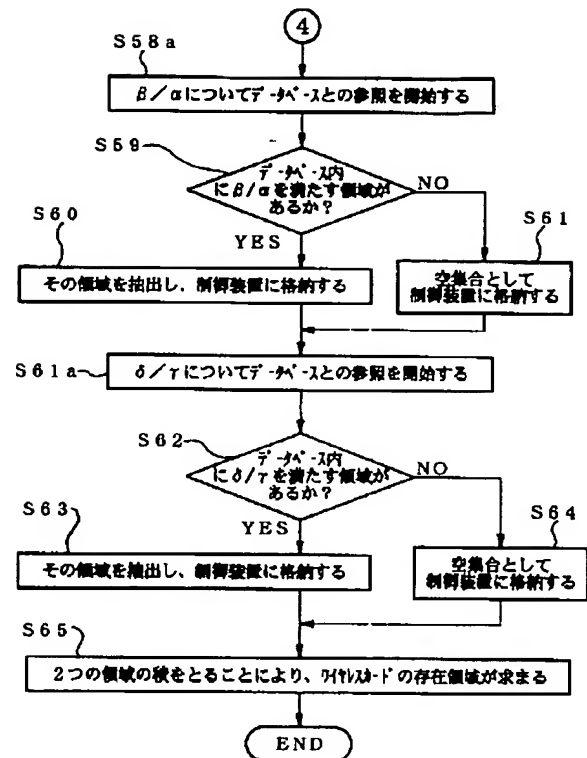 ④
S58a
β/αについてデータベースとの参照を開始する
S59
データベース内
にβ/αを満たす領域が
あるか?
NO
YES
S60
その領域を抽出し、制御装置に格納する
S61
空集合として
制御装置に格納する
S61a
δ/γについてデータベースとの参照を開始する
S62
データベース内
にδ/γを満たす領域が
あるか?
NO
YES
S63
その領域を抽出し、制御装置に格納する
S64
空集合として
制御装置に格納する
S65
2つの領域の積をとることにより、ワイヤレスカードの存在領域が求まる
END